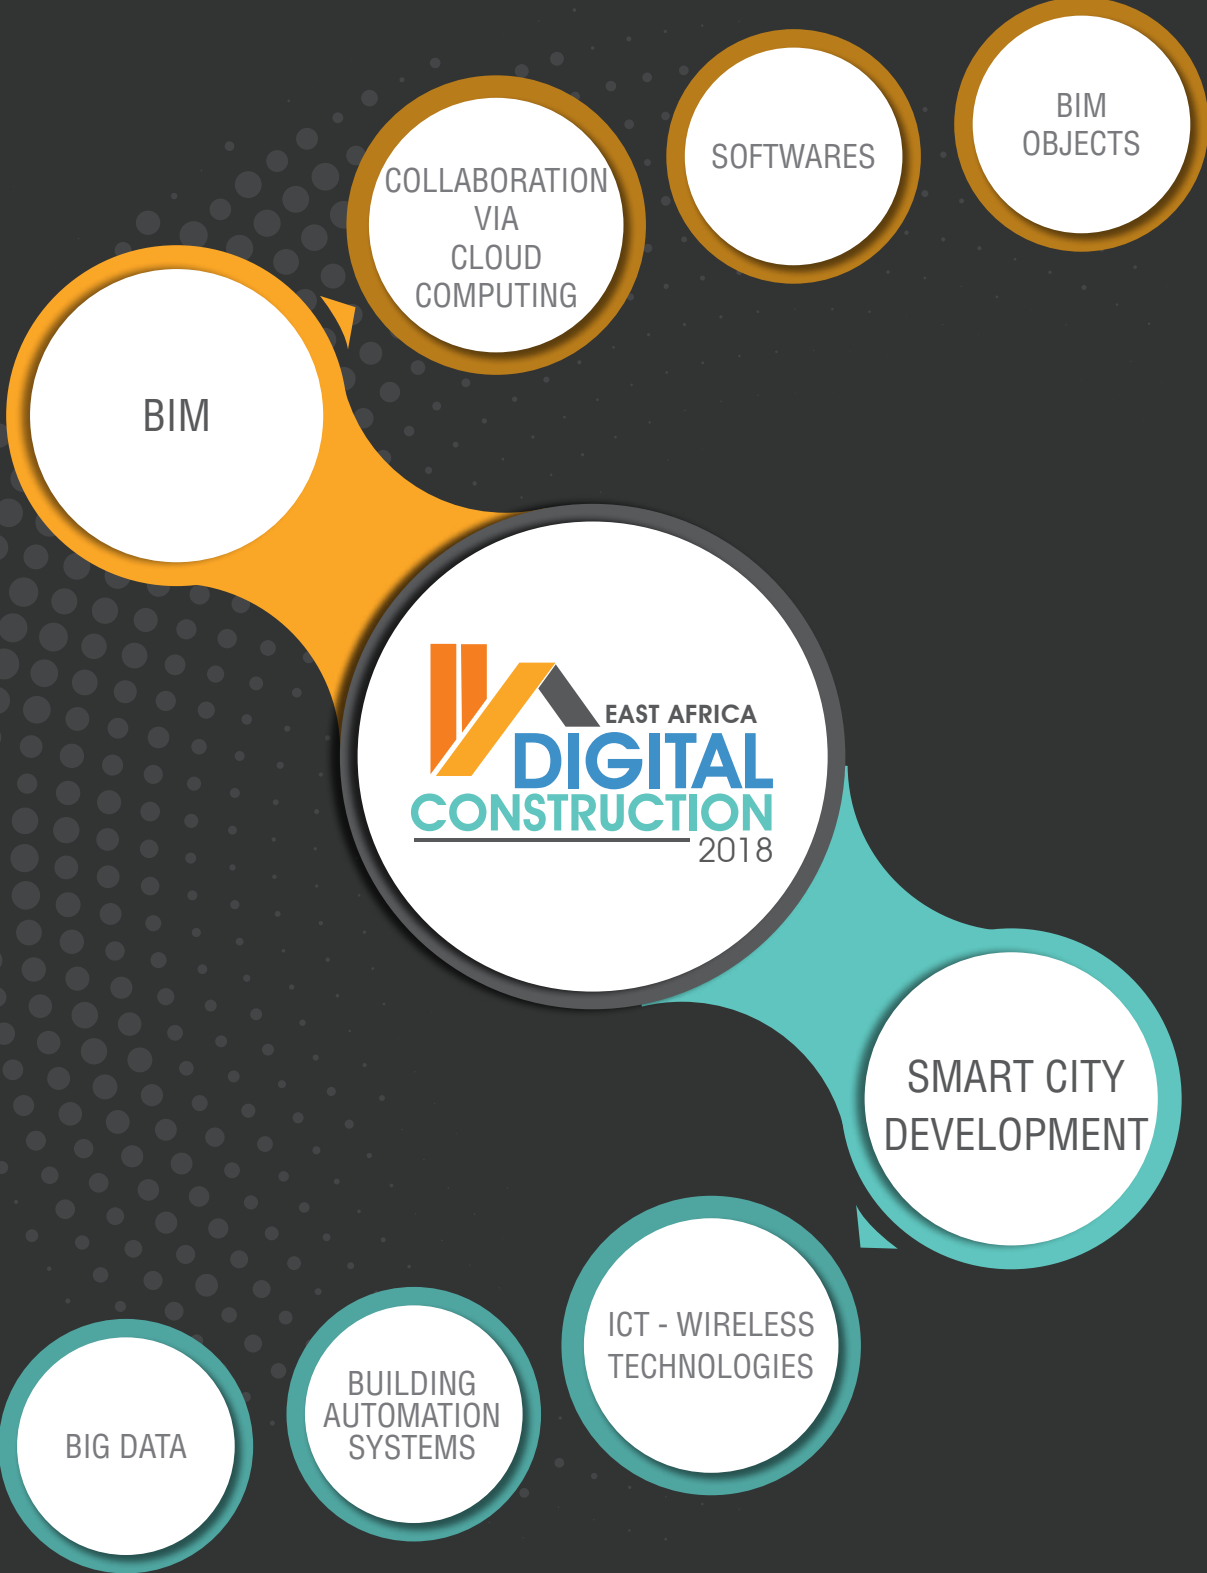 BIM
OBJECTS
SOFTWARES
COLLABORATION
VIA
CLOUD
COMPUTING
BIM
EAST AFRICA
DIGITAL
CONSTRUCTION
2018
SMART CITY
DEVELOPMENT
ICT - WIRELESS
TECHNOLOGIES
BUILDING
AUTOMATION
SYSTEMS
BIG DATA